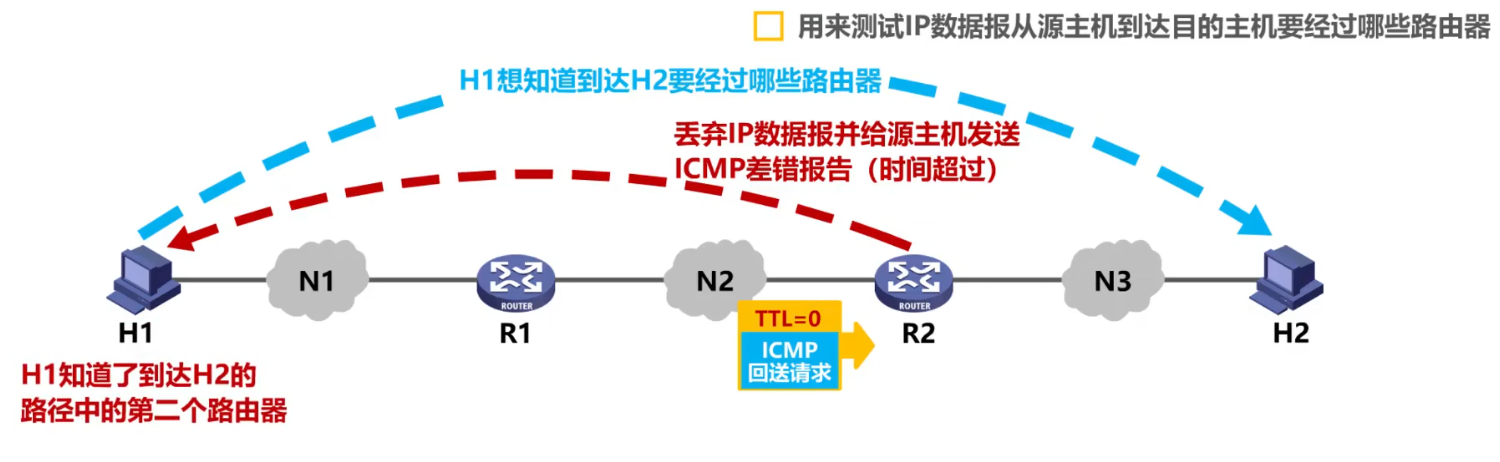 用来测试IP数据报从源主机到达目的主机要经过哪些路由器
H1想知道到达H2要经过哪些路由器
丢弃IP数据报并给源主机发送
ICMP差错报告（时间超过）
N1
N2
N3
ROUTER
ROUTER
H1
R1
TTL=0
ICMP
回送请求
R2
H2
H1知道了到达H2的
路径中的第二个路由器